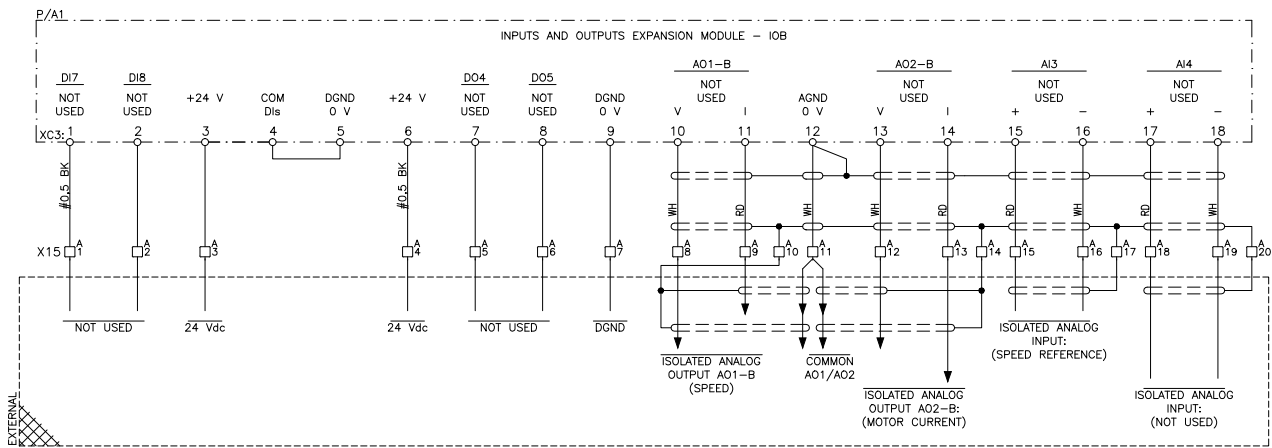 P/A1
INPUTS AND OUTPUTS EXPANSION MODULE – IOB
DI7
NOT
USED
DI8
NOT
USED
+24 V
COM
DIs
DGND
0 V
+24 V
DO4
NOT
USED
DO5
NOT
USED
DGND
0 V
AO1-B
NOT
USED
V
I
AGND
0 V
AO2-B
NOT
USED
V
I
AI3
NOT
USED
+
–
AI4
NOT
USED
+
–
XC3: 1 2 3 4 5 6 7 8 9 10 11 12 13 14 15 16 17 18
#0,5 BK
#0,5 BK
WH
RD
WH
WH
RD
RD
WH
RD
WH
WH
RD
X15
A
1
A
2
A
3
A
4
A
5
A
6
A
7
A
8
A
9
A
10
A
11
A
12
A
13
A
14
A
15
A
16
A
17
A
18
A
19
A
20
NOT USED
24 Vdc
24 Vdc
NOT USED
DGND
ISOLATED ANALOG
OUTPUT AO1-B
(SPEED)
COMMON
AO1/AO2
ISOLATED ANALOG
OUTPUT AO2-B:
(MOTOR CURRENT)
ISOLATED ANALOG
INPUT:
(SPEED REFERENCE)
ISOLATED ANALOG
INPUT:
(NOT USED)
EXTERNAL